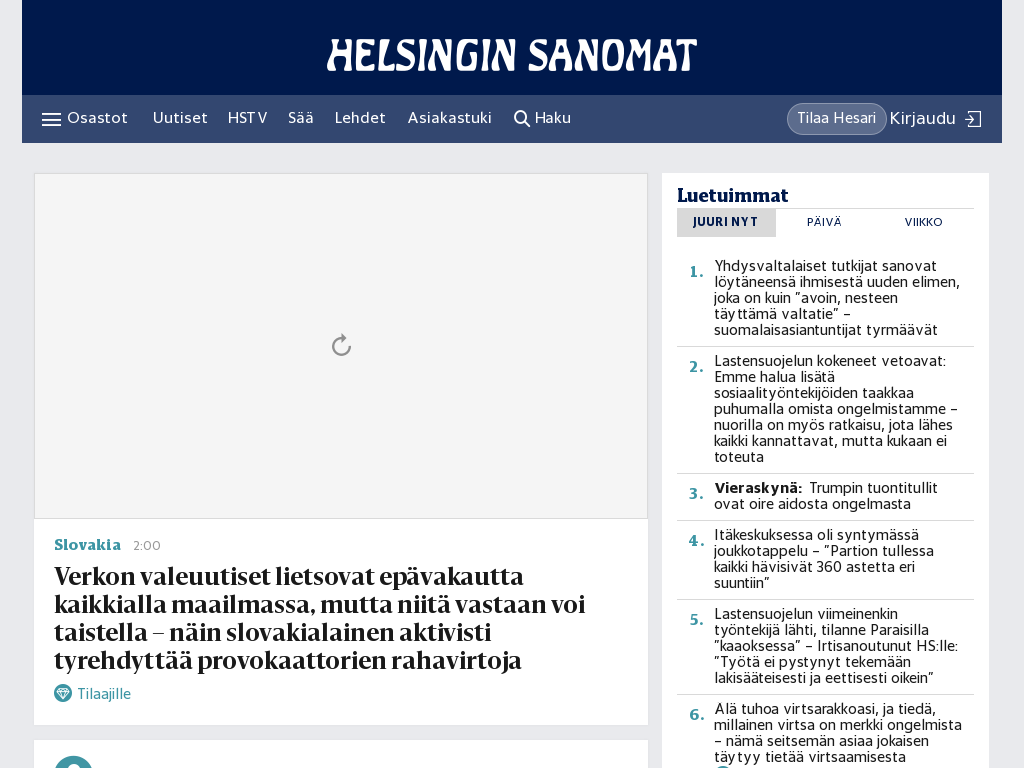 HELSINGIN SANOMAT
Osastot Uutiset HSTV Sää Lehdet Asiakastuki Haku Tilaa Hesari Kirjaudu
Slovakia 2:00
Verkon valeuutiset lietsovat epävakautta
kaikkialla maailmassa, mutta niitä vastaan voi
taistella – näin slovakialainen aktivisti
tyrehdyttää provokaattorien rahavirtoja
Tilaajille
Luetuimmat
JUURI NYT PÄIVÄ VIIKKO
1. Yhdysvaltalaiset tutkijat sanovat
löytäneensä ihmisestä uuden elimen,
joka on kuin ”avoin, nesteen
täyttämä valtatie” –
suomalaisasiantuntijat tyrmäävät
2. Lastensuojelun kokeneet vetoavat:
Emme halua lisätä
sosiaalityöntekijöiden taakkaa
puhumalla omista ongelmistamme –
nuorilla on myös ratkaisu, jota lähes
kaikki kannattavat, mutta kukaan ei
toteuta
3. Vieraskynä: Trumpin tuontitullit
ovat oire aidosta ongelmasta
4. Itäkeskuksessa oli syntymässä
joukkotappelu – ”Partion tullessa
kaikki hävisivät 360 astetta eri
suuntiin”
5. Lastensuojelun viimeinenkin
työntekijä lähti, tilanne Paraisilla
”kaaoksessa” – Irtisanoutunut HS:lle:
”Työtä ei pystynyt tekemään
lakisääteisesti ja eettisesti oikein”
6. Älä tuhoa virtsarakkoasi, ja tiedä,
millainen virtsa on merkki ongelmista
– nämä seitsemän asiaa jokaisen
täytyy tietää virtsaamisesta